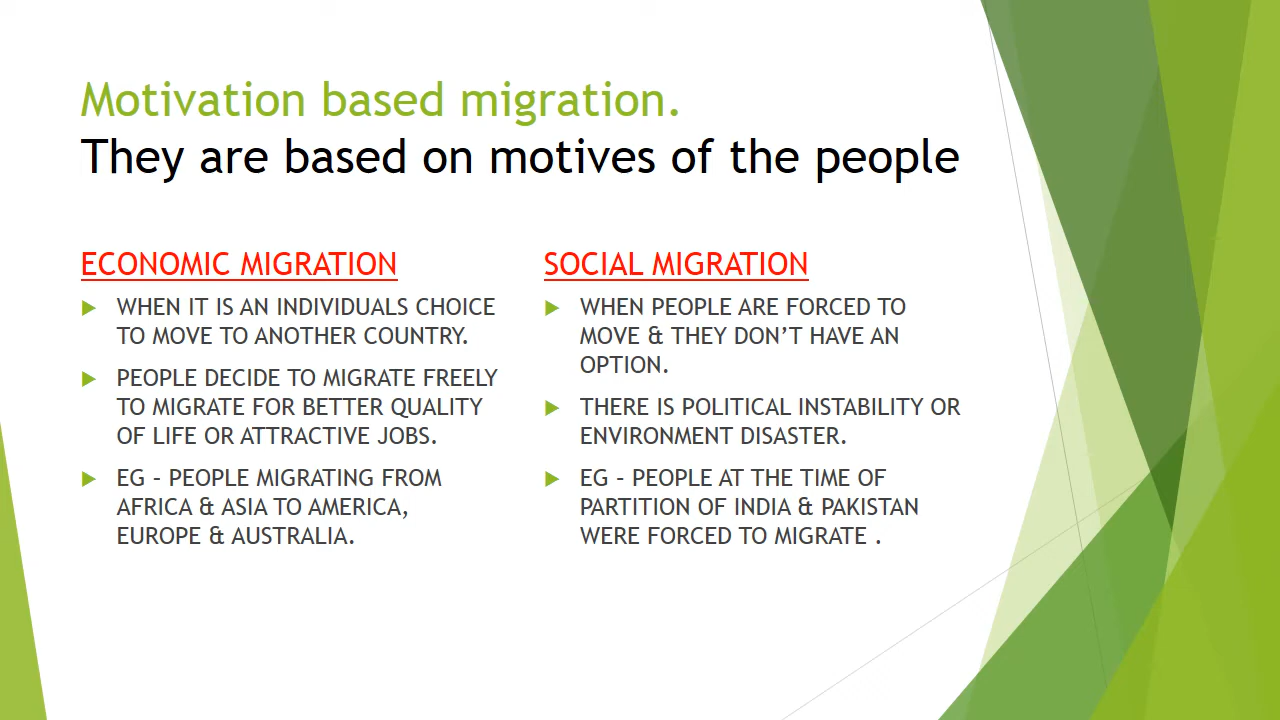 Motivation based migration.
They are based on motives of the people
ECONOMIC MIGRATION
WHEN IT IS AN INDIVIDUALS CHOICE
TO MOVE TO ANOTHER COUNTRY.
PEOPLE DECIDE TO MIGRATE FREELY
TO MIGRATE FOR BETTER QUALITY
OF LIFE OR ATTRACTIVE JOBS.
EG - PEOPLE MIGRATING FROM
AFRICA & ASIA TO AMERICA,
EUROPE & AUSTRALIA.
SOCIAL MIGRATION
WHEN PEOPLE ARE FORCED TO
MOVE & THEY DON’T HAVE AN
OPTION.
THERE IS POLITICAL INSTABILITY OR
ENVIRONMENT DISASTER.
EG – PEOPLE AT THE TIME OF
PARTITION OF INDIA & PAKISTAN
WERE FORCED TO MIGRATE .